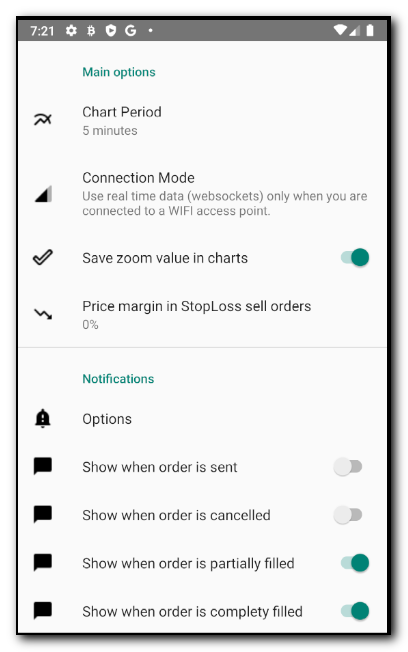 7:21
Main options
Chart Period
5 minutes
Connection Mode
Use real time data (websockets) only when you are
connected to a WIFI access point.
Save zoom value in charts
Price margin in StopLoss sell orders
0%
Notifications
Options
Show when order is sent
Show when order is cancelled
Show when order is partially filled
Show when order is complety filled